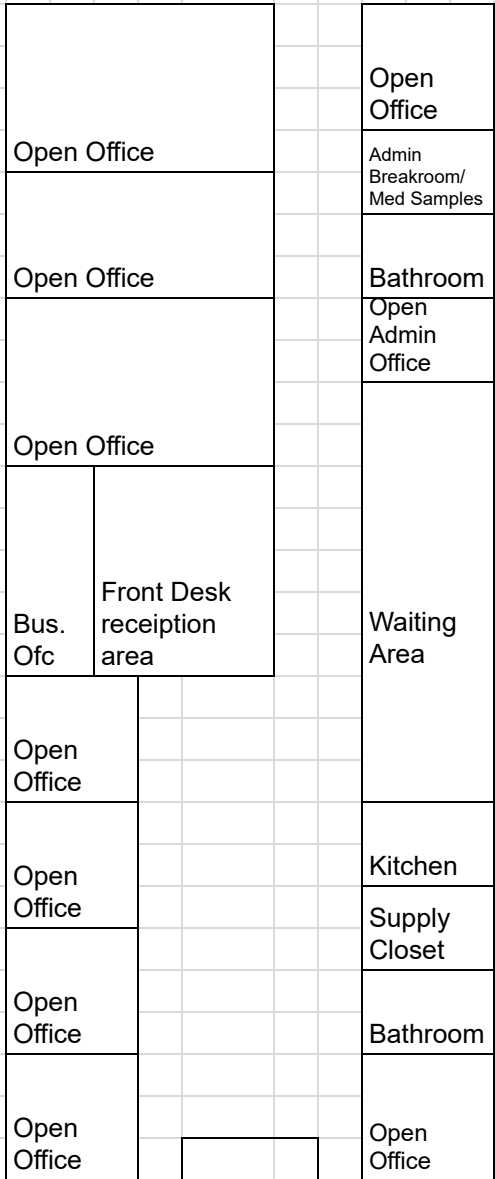 Open Office
Open Office
Open Office
Bus.
Ofc
Front Desk
receiption
area
Open
Office
Open
Office
Open
Office
Open
Office
Open
Office
Admin
Breakroom/
Med Samples
Bathroom
Open
Admin
Office
Waiting
Area
Kitchen
Supply
Closet
Bathroom
Open
Office